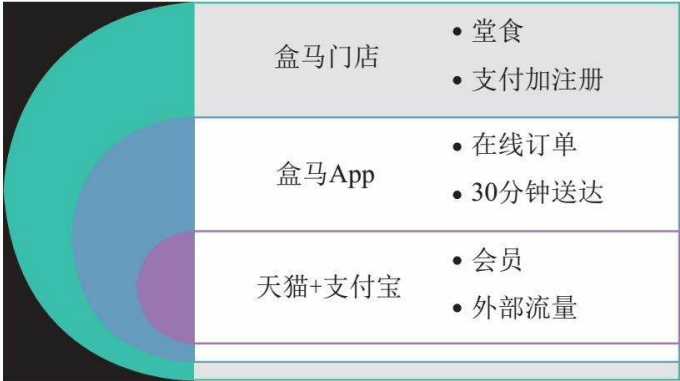 盒马门店
• 堂食
• 支付加注册
盒马App
• 在线订单
• 30分钟送达
天猫+支付宝
• 会员
• 外部流量